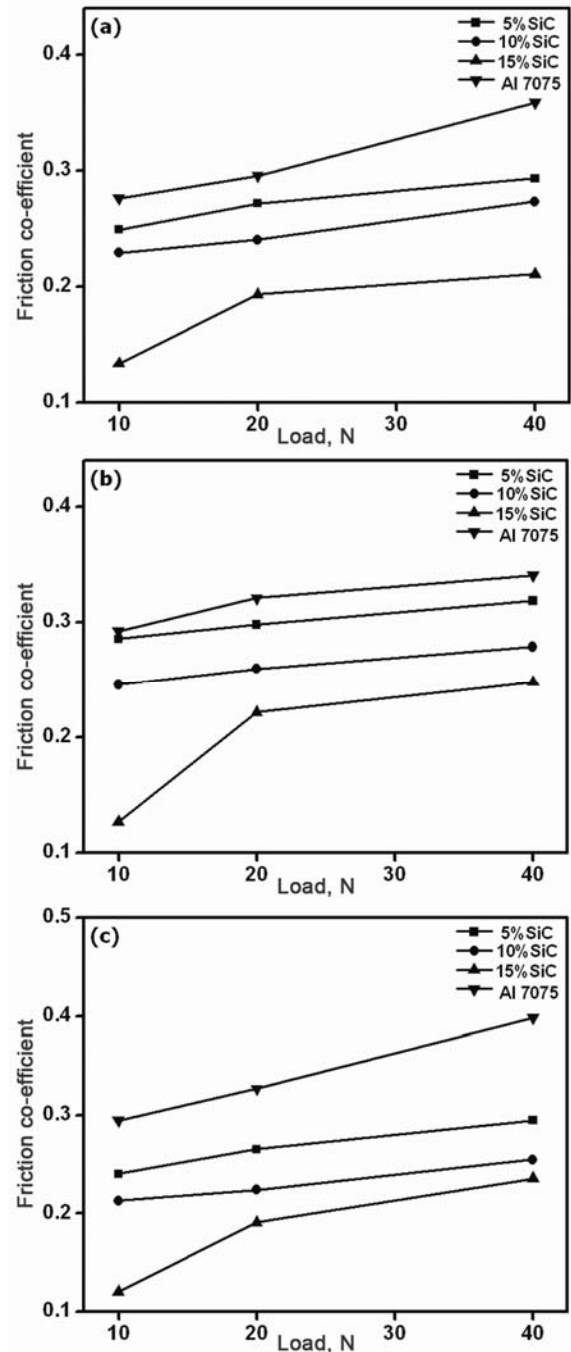 (a)
5%SiC
10%SiC
15%SiC
Al 7075
Friction co-efficient
0.4
0.3
0.2
0.1
10 20 30 40
Load, N
(b)
5%SiC
10%SiC
15%SiC
Al 7075
Friction co-efficient
0.4
0.3
0.2
0.1
10 20 30 40
Load, N
(c)
5%SiC
10%SiC
15%SiC
Al 7075
Friction co-efficient
0.5
0.4
0.3
0.2
0.1
10 20 30 40
Load, N